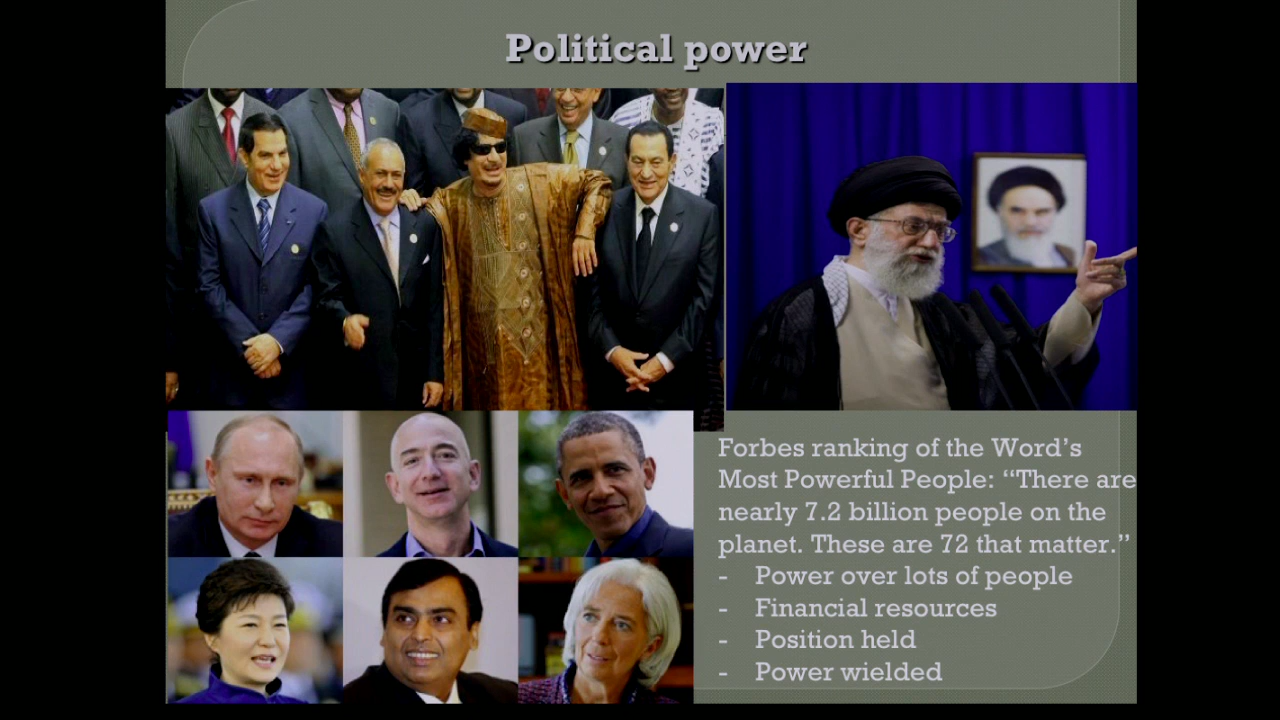 Political power
Forbes ranking of the Word’s
Most Powerful People: “There are
nearly 7.2 billion people on the
planet. These are 72 that matter.”
- Power over lots of people
- Financial resources
- Position held
- Power wielded